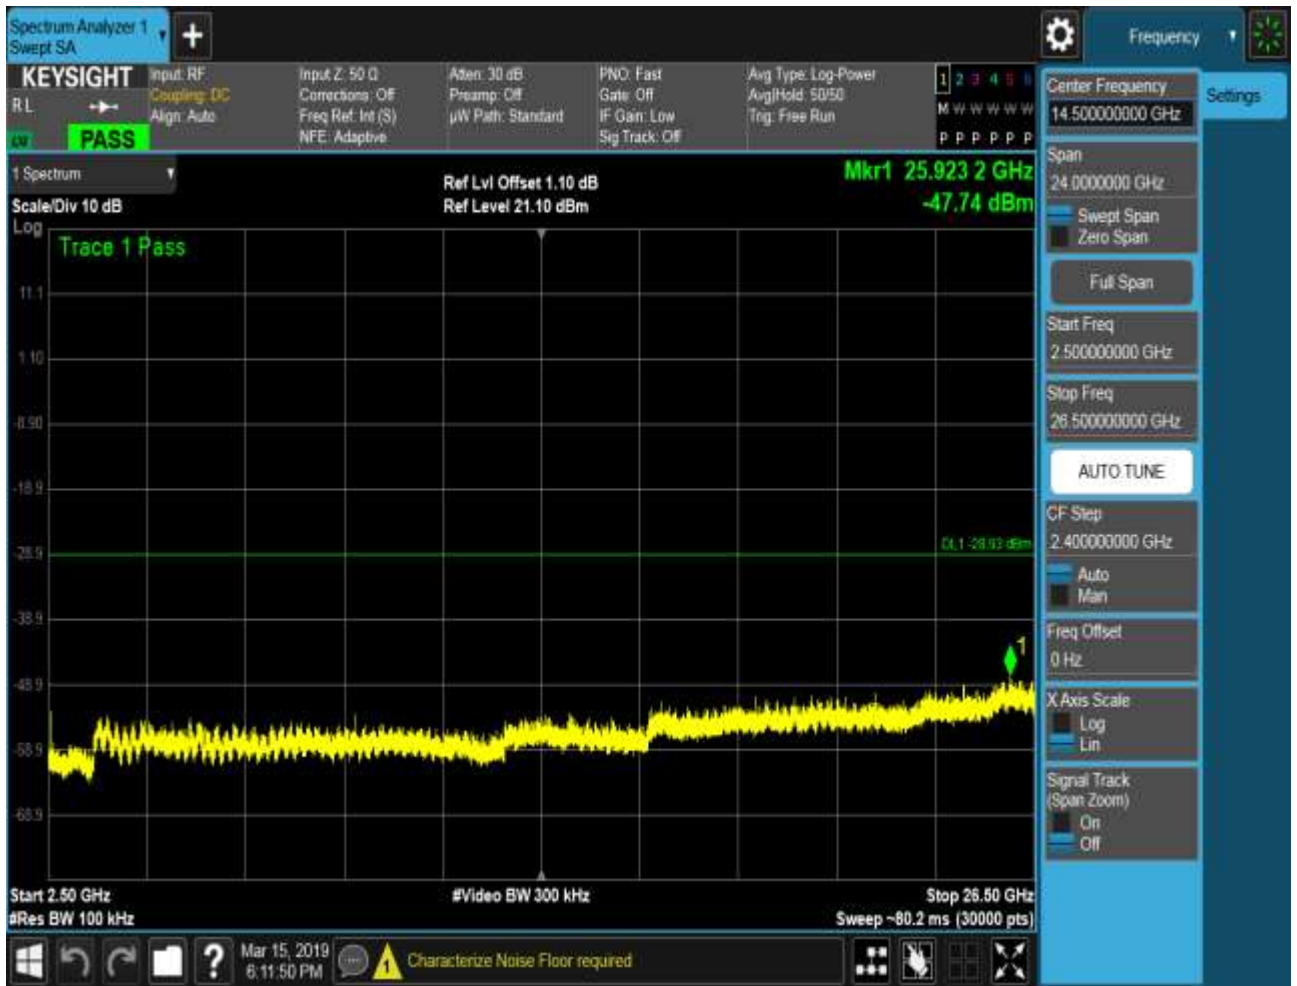 Spectrum Analyzer 1
Swept SA
Frequency
KEYSIGHT
R L
PASS
Input: RF
Coupling: DC
Align: Auto
Input Z: 50 Ω
Corrections: Off
Freq Ref: Int (S)
NFE: Adaptive
Atten: 30 dB
Preamp: Off
µW Path: Standard
PNO: Fast
Gate: Off
IF Gain: Low
Sig Track: Off
Avg Type: Log-Power
Avg|Hold: 50/50
Trig: Free Run
1 2 3 4 5 6
M W W W W W
P P P P P P
1 Spectrum
Scale/Div 10 dB
Ref Lvl Offset 1.10 dB
Ref Level 21.10 dBm
Mkr1 25.923 2 GHz
-47.74 dBm
Log
Trace 1 Pass
11.1
1.10
-8.90
-18.9
-28.9
DL1 -28.93 dBm
-38.9
1
-48.9
-58.9
-68.9
Start 2.50 GHz
#Video BW 300 kHz
Stop 26.50 GHz
#Res BW 100 kHz
Sweep ~80.2 ms (30000 pts)
Mar 15, 2019
6:11:50 PM
Characterize Noise Floor required
Center Frequency
14.500000000 GHz
Settings
Span
24.0000000 GHz
Swept Span
Zero Span
Full Span
Start Freq
2.500000000 GHz
Stop Freq
26.500000000 GHz
AUTO TUNE
CF Step
2.400000000 GHz
Auto
Man
Freq Offset
0 Hz
X Axis Scale
Log
Lin
Signal Track
(Span Zoom)
On
Off